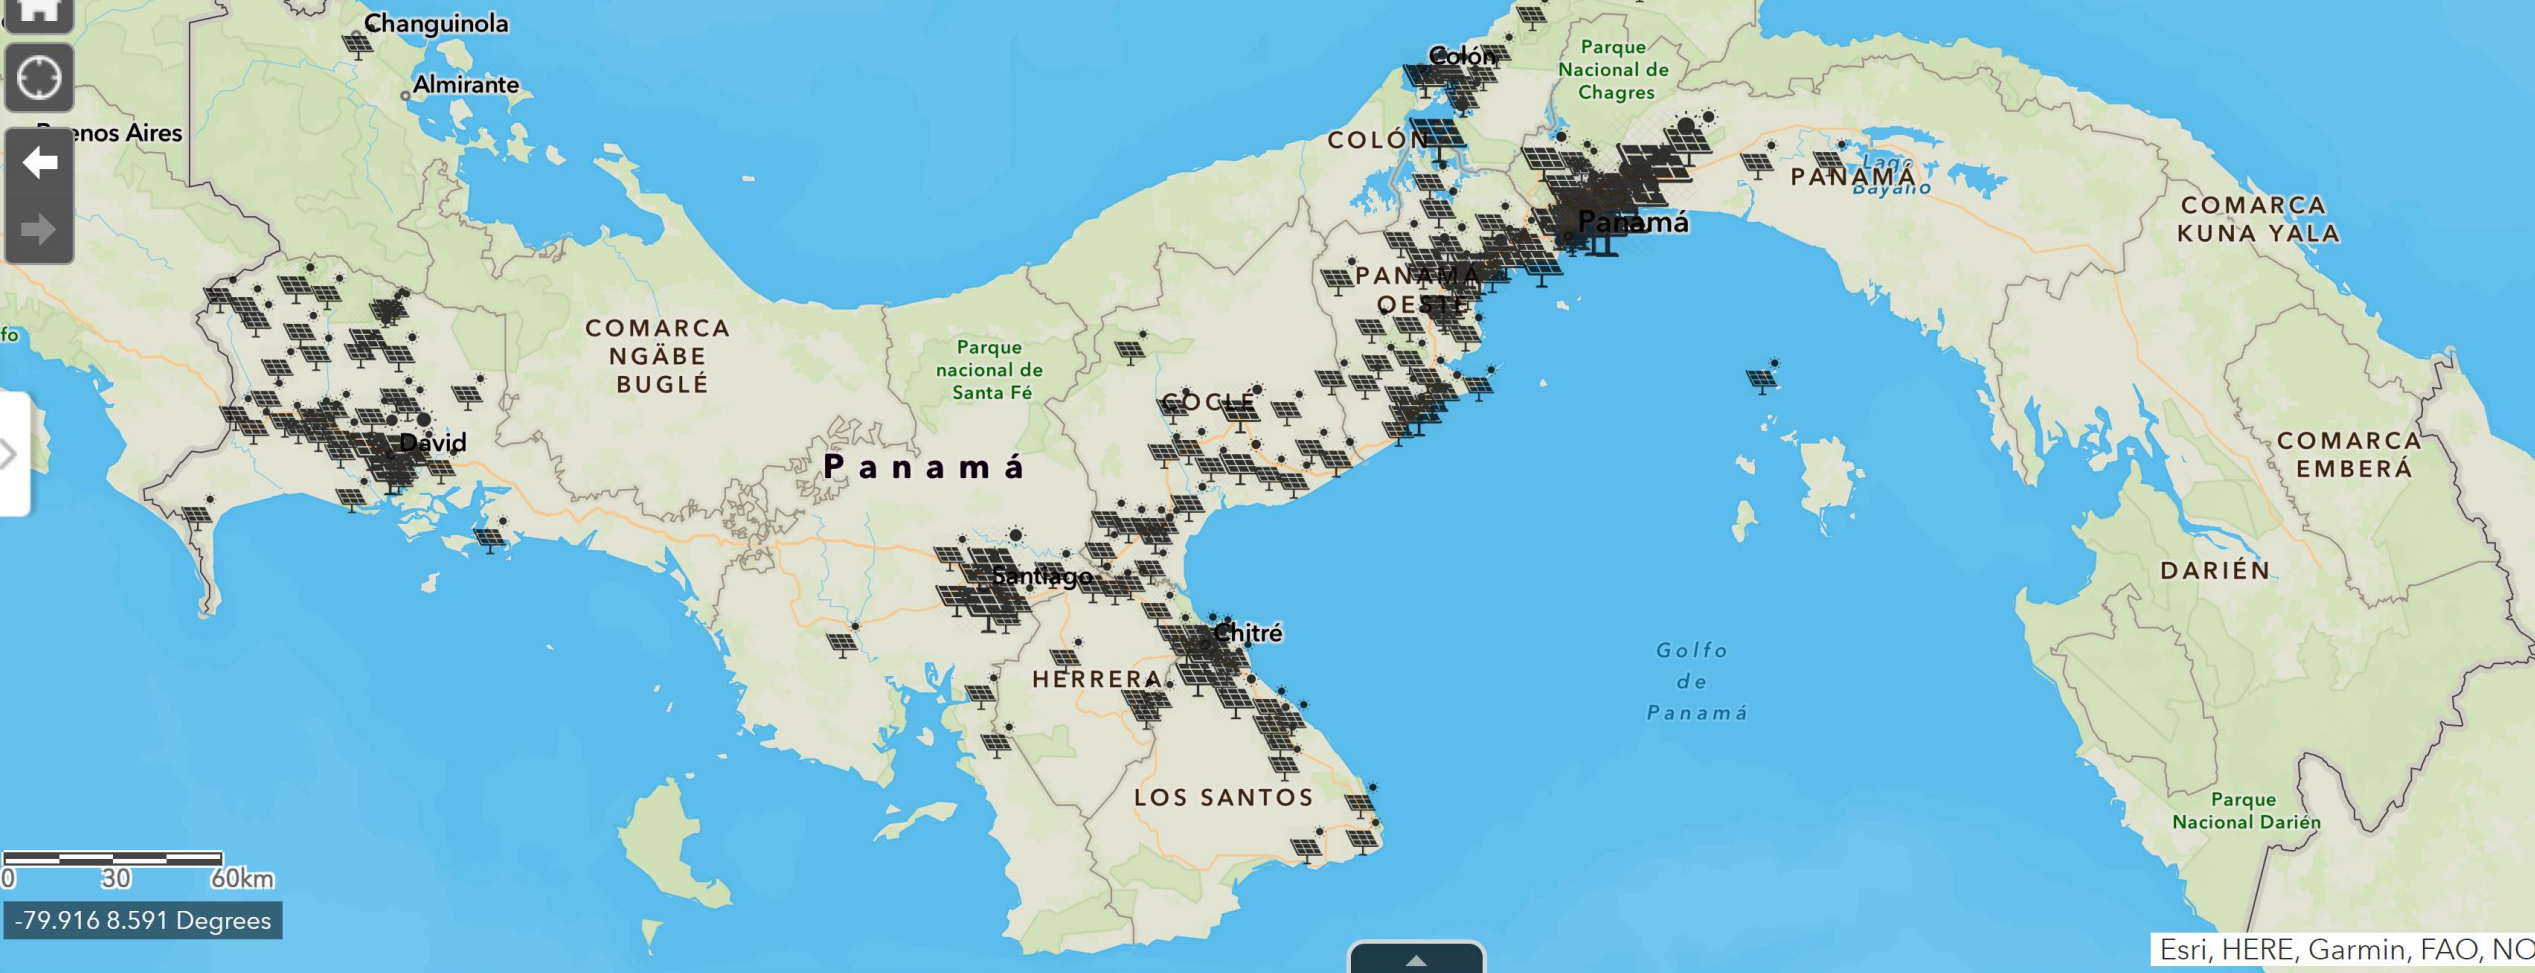 Changuinola
Almirante
enos Aires
fo
COMARCA
NGÄBE
BUGLÉ
David
Parque
nacional de
Santa Fé
Panamá
Santiago
COCLÉ
HERRERA
Chitré
LOS SANTOS
Colón
COLÓN
Parque
Nacional de
Chagres
PANAMÁ
OESTE
Panamá
PANAMÁ
Lago
Bayano
COMARCA
KUNA YALA
COMARCA
EMBERÁ
DARIÉN
Golfo
de
Panamá
Parque
Nacional Darién
0 30 60km
-79.916 8.591 Degrees
Esri, HERE, Garmin, FAO, NO